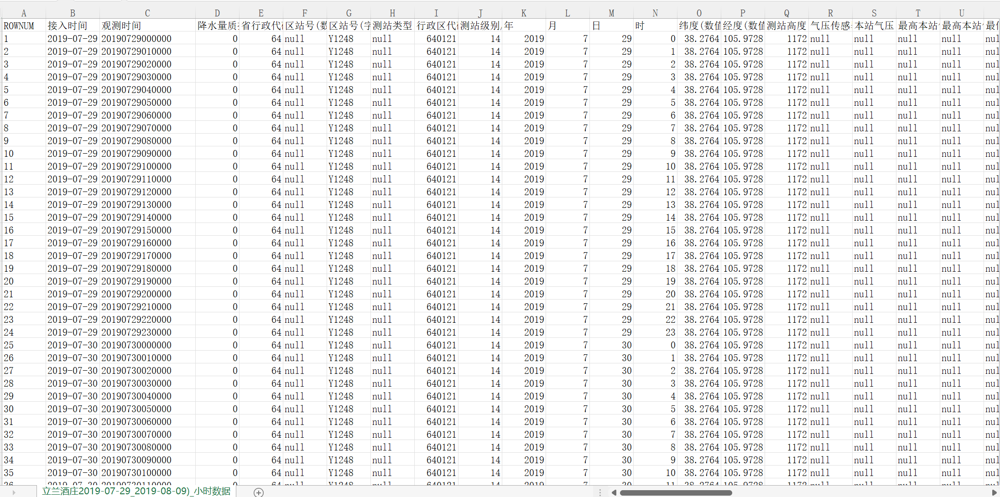 A B C D E F G H I J K L M N O P Q R S T U
ROWNUM 接入时间 观测时间 降水量质 省行政代 区站号(数 区站号(字 测站类型 行政区代 测站级别 年 月 日 时 纬度(数值 经度(数值 测站高度 气压传感 本站气压 最高本站 最高本站 最
1 2019-07-29 20190729000000 0 64 null Y1248 null 640121 14 2019 7 29 0 38.2764 105.9728 1172 null null null null nul
2 2019-07-29 20190729010000 0 64 null Y1248 null 640121 14 2019 7 29 1 38.2764 105.9728 1172 null null null null nul
3 2019-07-29 20190729020000 0 64 null Y1248 null 640121 14 2019 7 29 2 38.2764 105.9728 1172 null null null null nul
4 2019-07-29 20190729030000 0 64 null Y1248 null 640121 14 2019 7 29 3 38.2764 105.9728 1172 null null null null nul
5 2019-07-29 20190729040000 0 64 null Y1248 null 640121 14 2019 7 29 4 38.2764 105.9728 1172 null null null null nul
6 2019-07-29 20190729050000 0 64 null Y1248 null 640121 14 2019 7 29 5 38.2764 105.9728 1172 null null null null nul
7 2019-07-29 20190729060000 0 64 null Y1248 null 640121 14 2019 7 29 6 38.2764 105.9728 1172 null null null null nul
8 2019-07-29 20190729070000 0 64 null Y1248 null 640121 14 2019 7 29 7 38.2764 105.9728 1172 null null null null nul
9 2019-07-29 20190729080000 0 64 null Y1248 null 640121 14 2019 7 29 8 38.2764 105.9728 1172 null null null null nul
10 2019-07-29 20190729090000 0 64 null Y1248 null 640121 14 2019 7 29 9 38.2764 105.9728 1172 null null null null nul
11 2019-07-29 20190729100000 0 64 null Y1248 null 640121 14 2019 7 29 10 38.2764 105.9728 1172 null null null null nul
12 2019-07-29 20190729110000 0 64 null Y1248 null 640121 14 2019 7 29 11 38.2764 105.9728 1172 null null null null nul
13 2019-07-29 20190729120000 0 64 null Y1248 null 640121 14 2019 7 29 12 38.2764 105.9728 1172 null null null null nul
14 2019-07-29 20190729130000 0 64 null Y1248 null 640121 14 2019 7 29 13 38.2764 105.9728 1172 null null null null nul
15 2019-07-29 20190729140000 0 64 null Y1248 null 640121 14 2019 7 29 14 38.2764 105.9728 1172 null null null null nul
16 2019-07-29 20190729150000 0 64 null Y1248 null 640121 14 2019 7 29 15 38.2764 105.9728 1172 null null null null nul
17 2019-07-29 20190729160000 0 64 null Y1248 null 640121 14 2019 7 29 16 38.2764 105.9728 1172 null null null null nul
18 2019-07-29 20190729170000 0 64 null Y1248 null 640121 14 2019 7 29 17 38.2764 105.9728 1172 null null null null nul
19 2019-07-29 20190729180000 0 64 null Y1248 null 640121 14 2019 7 29 18 38.2764 105.9728 1172 null null null null nul
20 2019-07-29 20190729190000 0 64 null Y1248 null 640121 14 2019 7 29 19 38.2764 105.9728 1172 null null null null nul
21 2019-07-29 20190729200000 0 64 null Y1248 null 640121 14 2019 7 29 20 38.2764 105.9728 1172 null null null null nul
22 2019-07-29 20190729210000 0 64 null Y1248 null 640121 14 2019 7 29 21 38.2764 105.9728 1172 null null null null nul
23 2019-07-29 20190729220000 0 64 null Y1248 null 640121 14 2019 7 29 22 38.2764 105.9728 1172 null null null null nul
24 2019-07-29 20190729230000 0 64 null Y1248 null 640121 14 2019 7 29 23 38.2764 105.9728 1172 null null null null nul
25 2019-07-30 20190730000000 0 64 null Y1248 null 640121 14 2019 7 30 0 38.2764 105.9728 1172 null null null null nul
26 2019-07-30 20190730010000 0 64 null Y1248 null 640121 14 2019 7 30 1 38.2764 105.9728 1172 null null null null nul
27 2019-07-30 20190730020000 0 64 null Y1248 null 640121 14 2019 7 30 2 38.2764 105.9728 1172 null null null null nul
28 2019-07-30 20190730030000 0 64 null Y1248 null 640121 14 2019 7 30 3 38.2764 105.9728 1172 null null null null nul
29 2019-07-30 20190730040000 0 64 null Y1248 null 640121 14 2019 7 30 4 38.2764 105.9728 1172 null null null null nul
30 2019-07-30 20190730050000 0 64 null Y1248 null 640121 14 2019 7 30 5 38.2764 105.9728 1172 null null null null nul
31 2019-07-30 20190730060000 0 64 null Y1248 null 640121 14 2019 7 30 6 38.2764 105.9728 1172 null null null null nul
32 2019-07-30 20190730070000 0 64 null Y1248 null 640121 14 2019 7 30 7 38.2764 105.9728 1172 null null null null nul
33 2019-07-30 20190730080000 0 64 null Y1248 null 640121 14 2019 7 30 8 38.2764 105.9728 1172 null null null null nul
34 2019-07-30 20190730090000 0 64 null Y1248 null 640121 14 2019 7 30 9 38.2764 105.9728 1172 null null null null nul
35 2019-07-30 20190730100000 0 64 null Y1248 null 640121 14 2019 7 30 10 38.2764 105.9728 1172 null null null null nul
立兰酒庄2019-07-29_2019-08-09)_小时数据